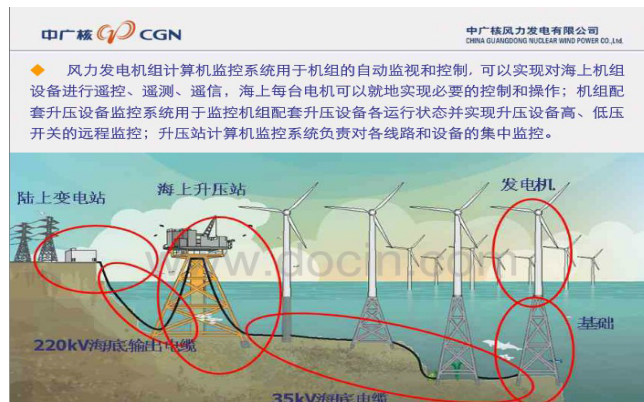 中广核 CGN
中广核风力发电有限公司
CHINA GUANGDONG NUCLEAR WIND POWER CO.,Ltd.
风力发电机组计算机监控系统用于机组的自动监视和控制，可以实现对海上机组
设备进行遥控、遥测、遥信，海上每台电机可以就地实现必要的控制和操作；机组配
套升压设备监控系统用于监控机组配套升压设备各运行状态并实现升压设备高、低压
开关的远程监控；升压站计算机监控系统负责对各线路和设备的集中监控。
陆上变电站
海上升压站
发电机
www.docin.com
基础
220kV海底输出电缆
35kV海底电缆